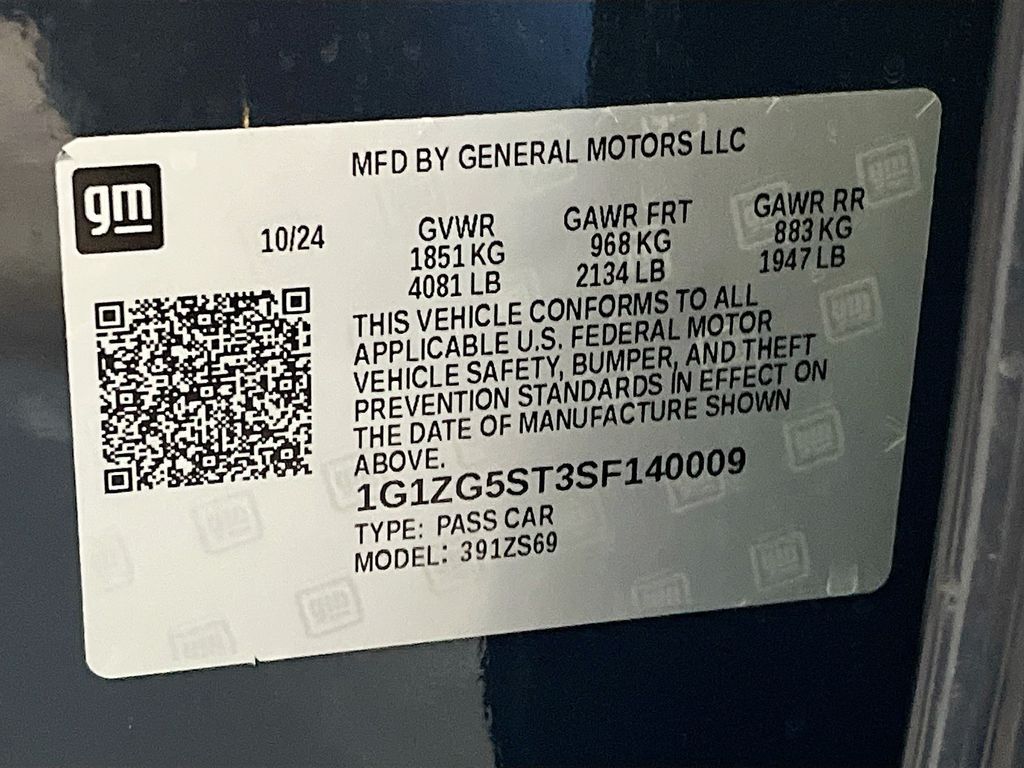 gm
MFD BY GENERAL MOTORS LLC
10/24 GVWR GAWR FRT GAWR RR
1851 KG 968 KG 883 KG
4081 LB 2134 LB 1947 LB
THIS VEHICLE CONFORMS TO ALL
APPLICABLE U.S. FEDERAL MOTOR
VEHICLE SAFETY, BUMPER, AND THEFT
PREVENTION STANDARDS IN EFFECT ON
THE DATE OF MANUFACTURE SHOWN
ABOVE.
1G1ZG5ST3SF140009
TYPE: PASS CAR
MODEL: 391ZS69